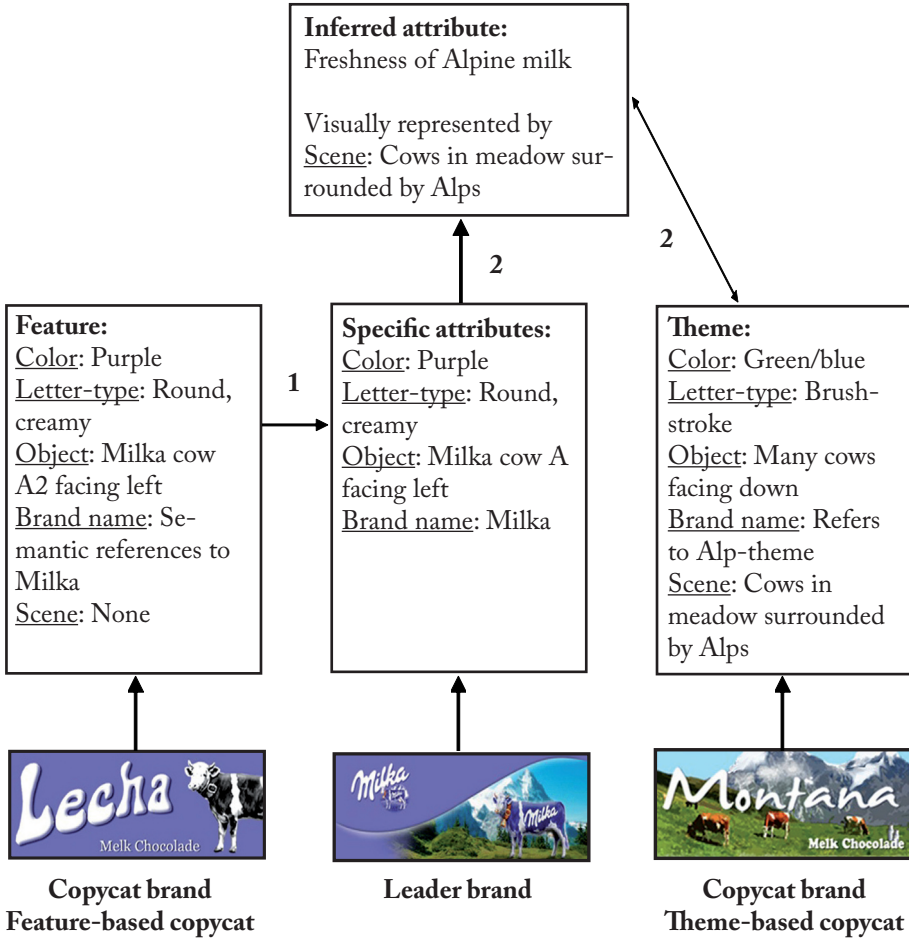 Inferred attribute:
Freshness of Alpine milk
Visually represented by
Scene: Cows in meadow sur-
rounded by Alps
2
2
Feature:
Color: Purple
Letter-type: Round,
creamy
Object: Milka cow
A2 facing left
Brand name: Se-
mantic references to
Milka
Scene: None
1
Specific attributes:
Color: Purple
Letter-type: Round,
creamy
Object: Milka cow A
facing left
Brand name: Milka
Theme:
Color: Green/blue
Letter-type: Brush-
stroke
Object: Many cows
facing down
Brand name: Refers
to Alp-theme
Scene: Cows in
meadow surrounded
by Alps
Lecha
Melk Chocolade
Milka
Milka
Montana
Melk Chocolade
Copycat brand
Feature-based copycat
Leader brand
Copycat brand
Theme-based copycat